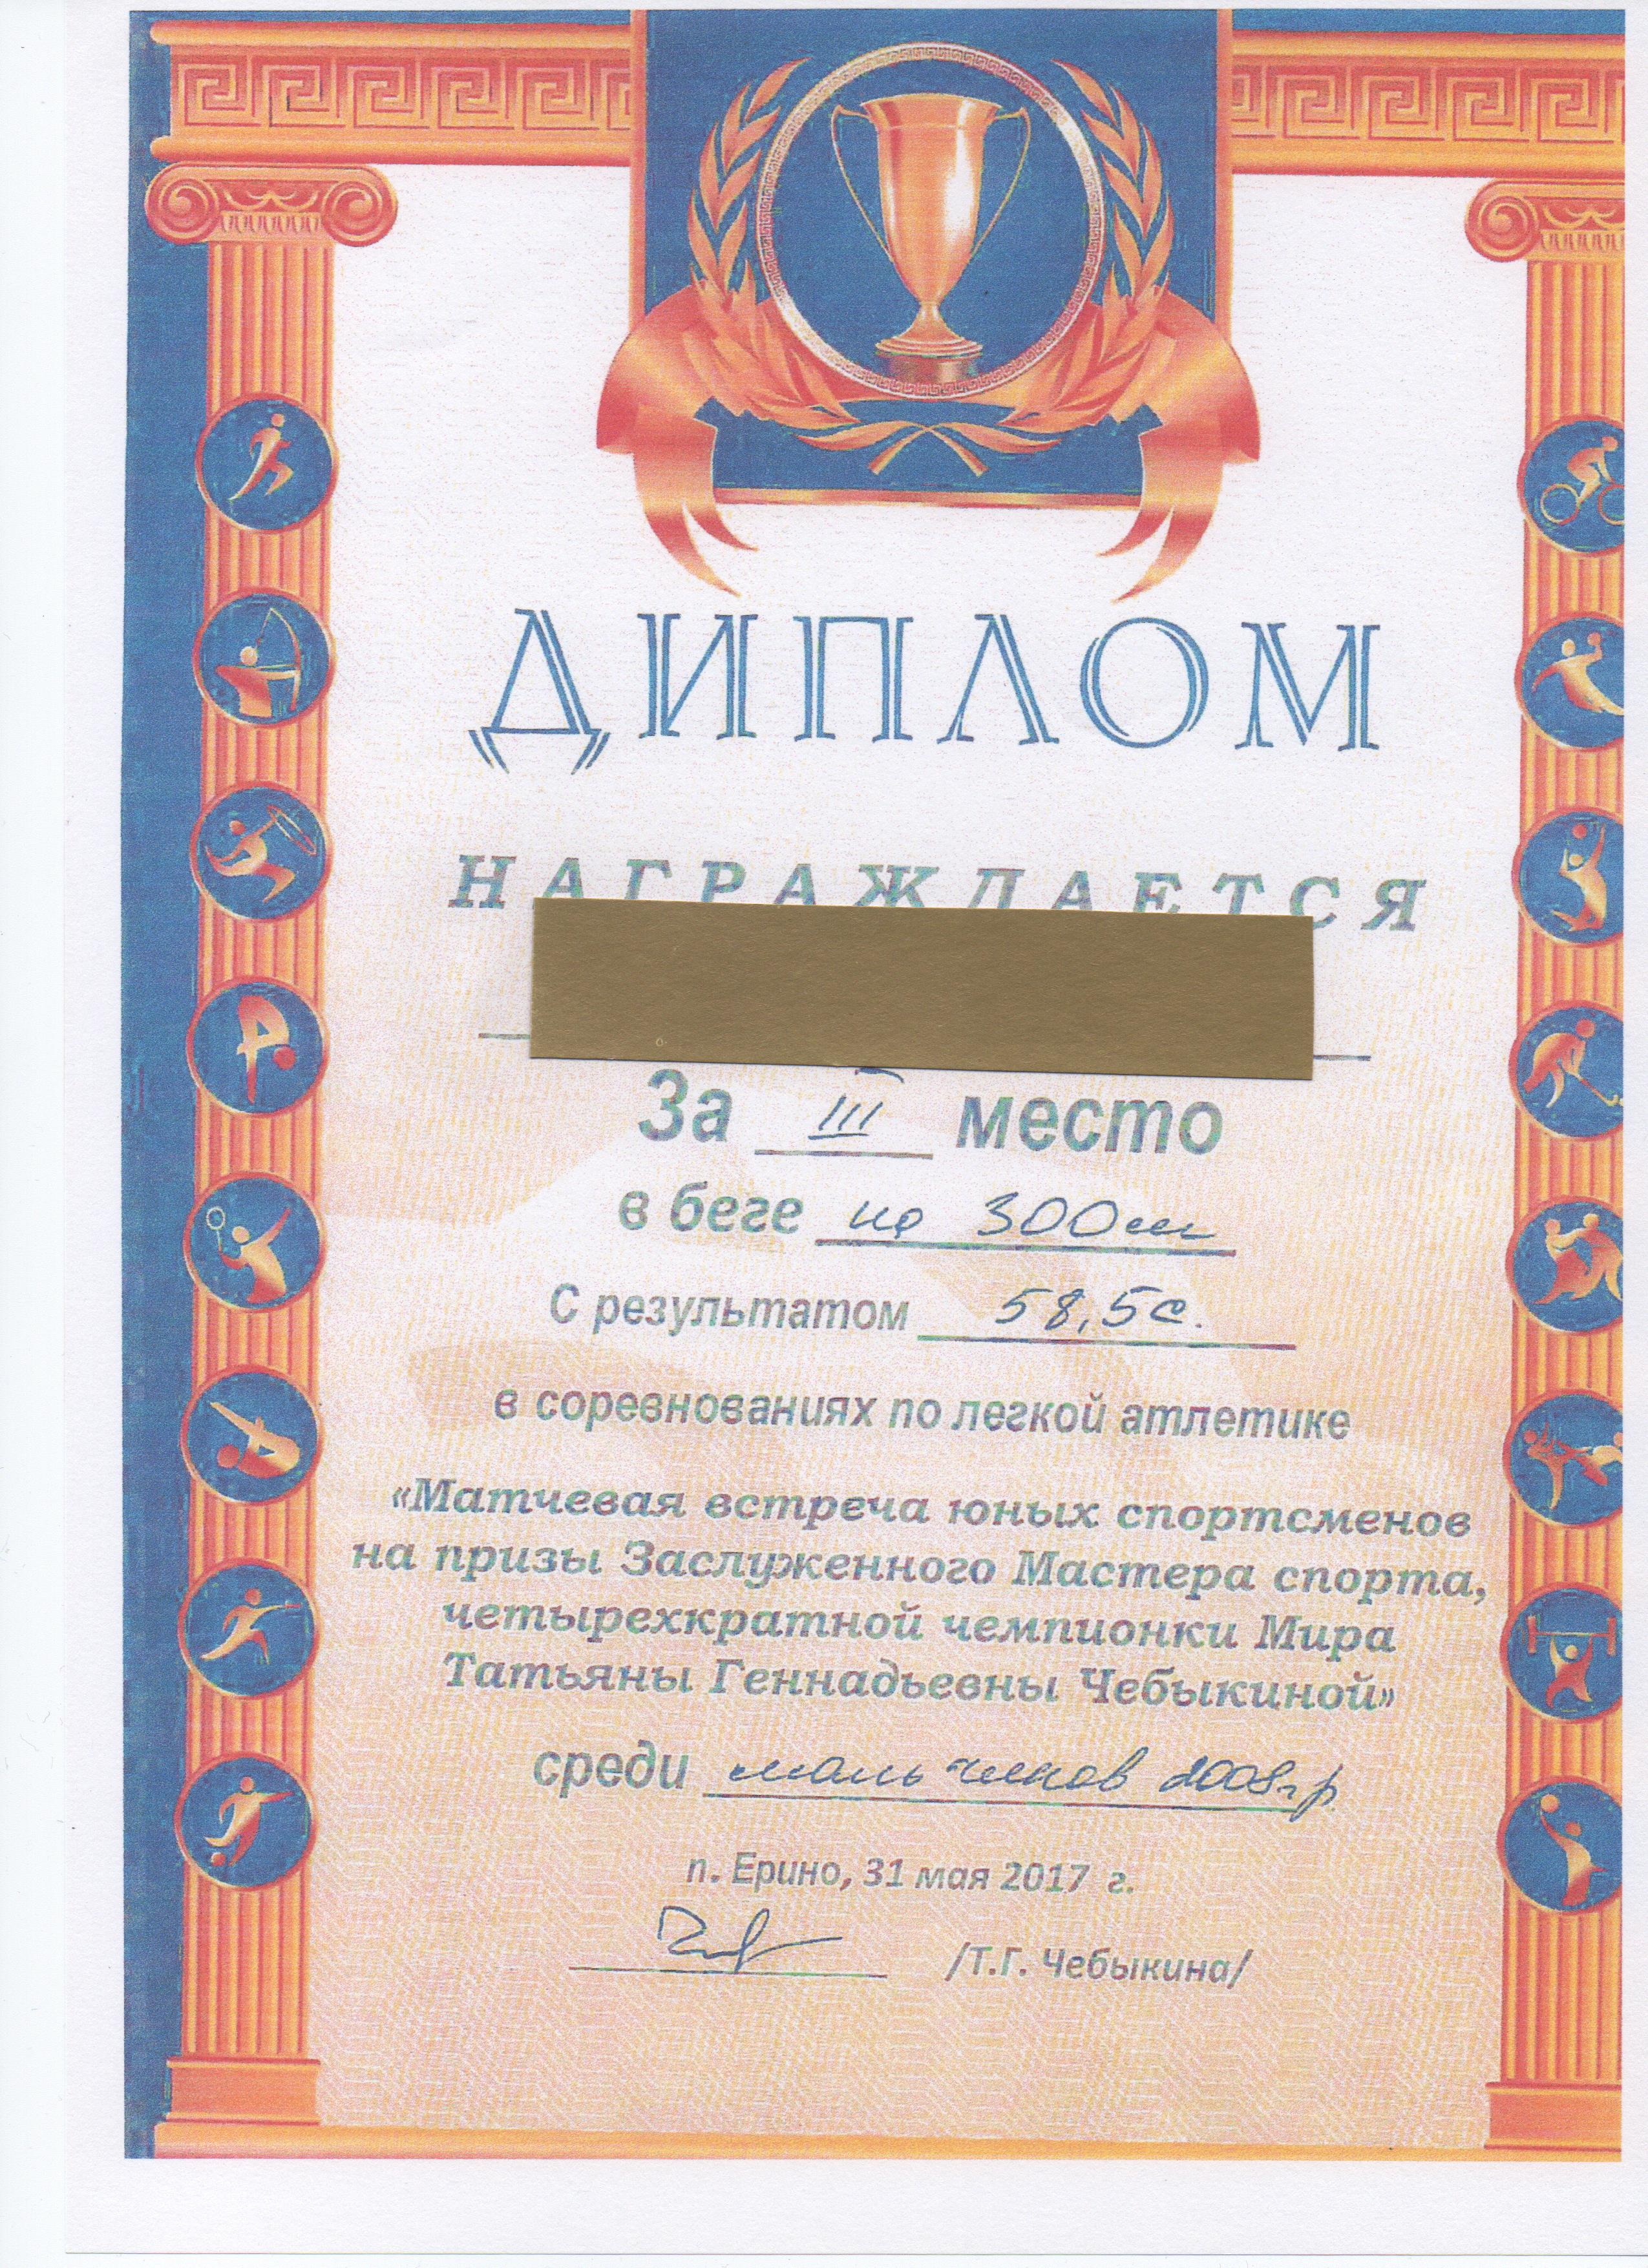 ДИПЛОМ
НАГРАЖДАЕТСЯ
За III место
в беге на 300м
С результатом 58,5с.
в соревнованиях по легкой атлетике
«Матчевая встреча юных спортсменов
на призы Заслуженного Мастера спорта,
четырехкратной чемпионки Мира
Татьяны Геннадьевны Чебыкиной»
среди мальчиков 2008г.р.
п. Ерино, 31 мая 2017 г.
/Т.Г. Чебыкина/